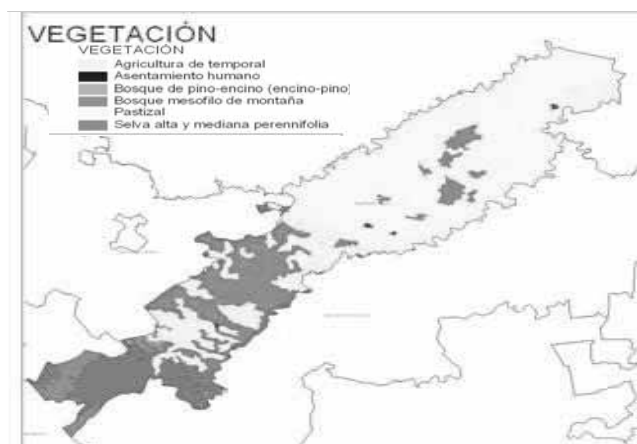 VEGETACIÓN
VEGETACIÓN
Agricultura de temporal
Asentamiento humano
Bosque de pino-encino (encino-pino)
Bosque mesofilo de montaña
Pastizal
Selva alta y mediana perennifolia